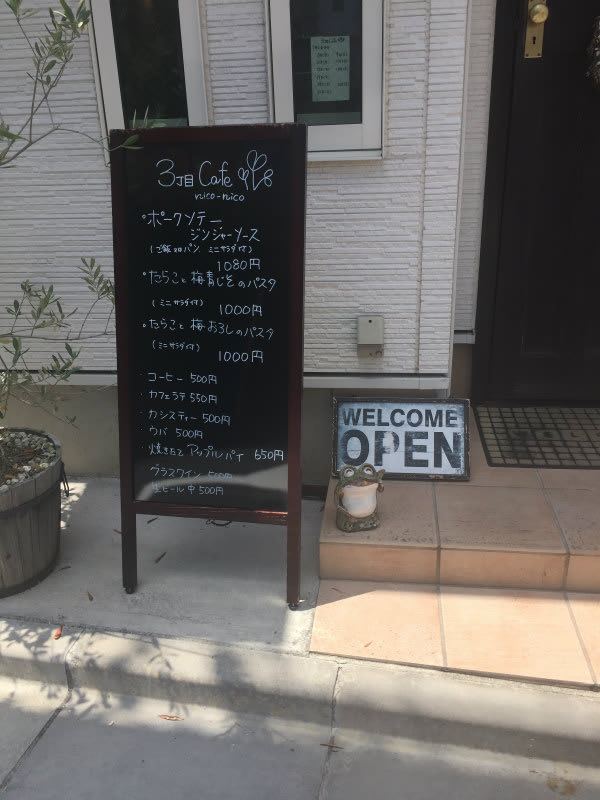 3丁目 Cafe
nico-nico
・ポークソテー
ジンジャーソース
(ご飯orパン ミニサラダ付)
1080円
・たらこと梅青じそのパスタ
(ミニサラダ付)
1000円
・たらこと梅おろしのパスタ
(ミニサラダ付)
1000円
・コーヒー 500円
・カフェラテ 550円
・カシスティー 500円
・ウバ 500円
・焼きたて アップルパイ 650円
グラスワイン 500円
生ビール 中 500円
WELCOME
OPEN